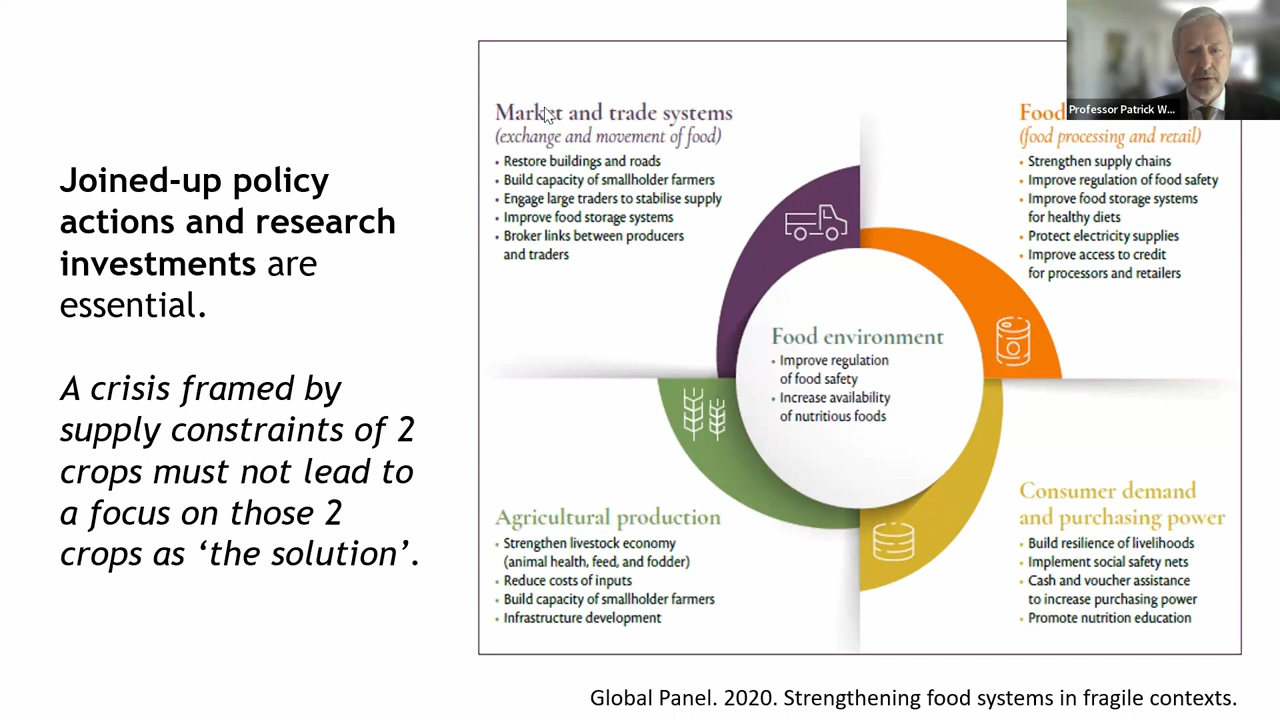 Joined-up policy
actions and research
investments are
essential.
A crisis framed by
supply constraints of 2
crops must not lead to
a focus on those 2
crops as ‘the solution’.
Market and trade systems
(exchange and movement of food)
• Restore buildings and roads
• Build capacity of smallholder farmers
• Engage large traders to stabilise supply
• Improve food storage systems
• Broker links between producers
and traders
Food
(food processing and retail)
• Strengthen supply chains
• Improve regulation of food safety
• Improve food storage systems
for healthy diets
• Protect electricity supplies
• Improve access to credit
for processors and retailers
Professor Patrick W...
Food environment
• Improve regulation
of food safety
• Increase availability
of nutritious foods
Agricultural production
• Strengthen livestock economy
(animal health, feed, and fodder)
• Reduce costs of inputs
• Build capacity of smallholder farmers
• Infrastructure development
Consumer demand
and purchasing power
• Build resilience of livelihoods
• Implement social safety nets
• Cash and voucher assistance
to increase purchasing power
• Promote nutrition education
Global Panel. 2020. Strengthening food systems in fragile contexts.